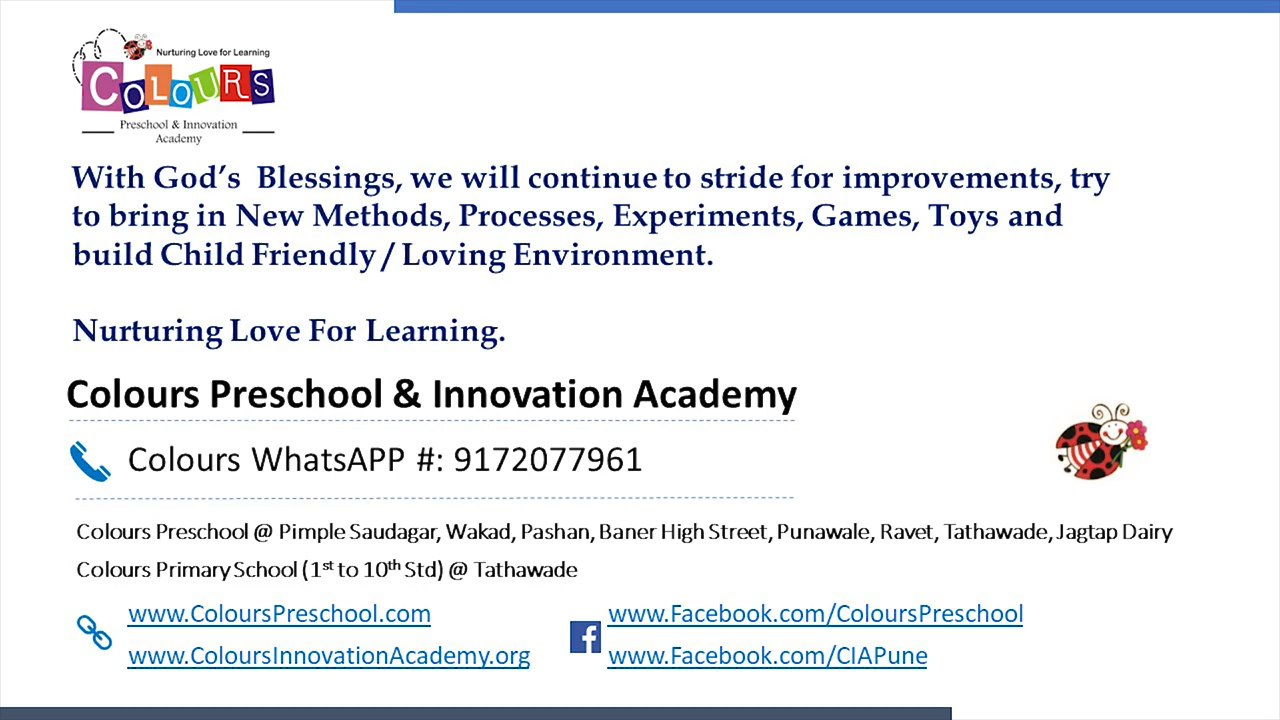 Nurturing Love for Learning
COLOURS
Preschool & Innovation
Academy
With God’s Blessings, we will continue to stride for improvements, try
to bring in New Methods, Processes, Experiments, Games, Toys and
build Child Friendly / Loving Environment.
Nurturing Love For Learning.
Colours Preschool & Innovation Academy
Colours WhatsAPP #: 9172077961
Colours Preschool @ Pimple Saudagar, Wakad, Pashan, Baner High Street, Punawale, Ravet, Tathawade, Jagtap Dairy
Colours Primary School (1st to 10th Std) @ Tathawade
www.ColoursPreschool.com
www.Facebook.com/ColoursPreschool
www.ColoursInnovationAcademy.org
www.Facebook.com/CIAPune